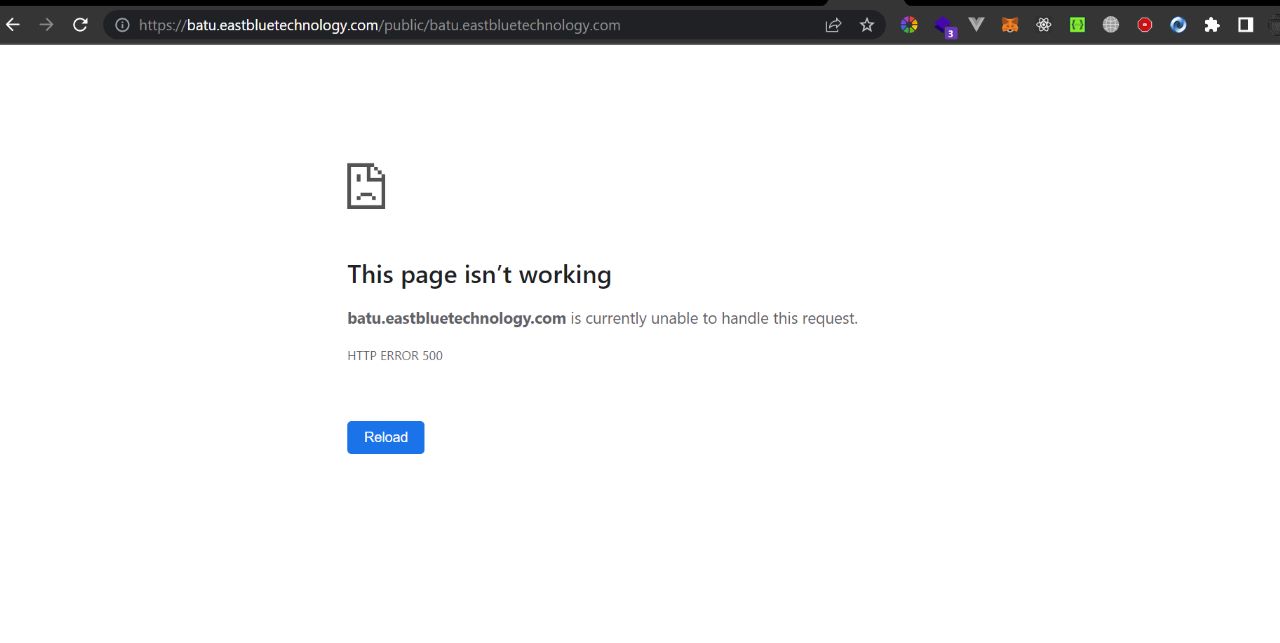 https://batu.eastbluetechnology.com/public/batu.eastbluetechnology.com
3
This page isn't working
batu.eastbluetechnology.com is currently unable to handle this request.
HTTP ERROR 500
Reload